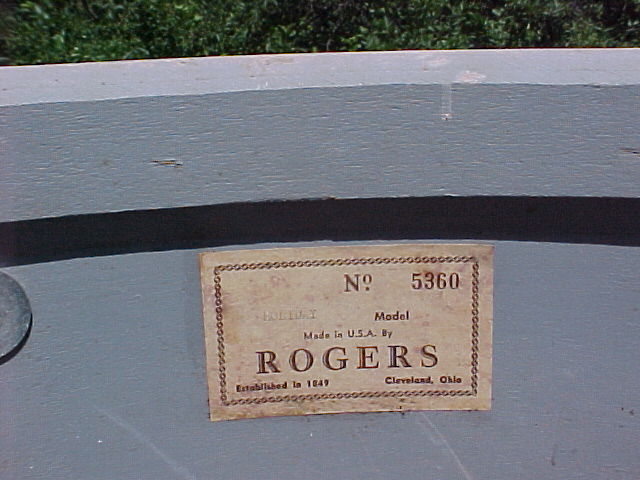 Nº 5360
Model
Made in U.S.A. By
ROGERS
Established in 1849 Cleveland, Ohio